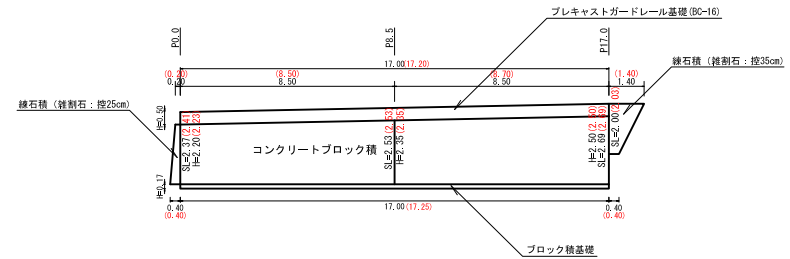 プレキャストガードレール基礎(BC-16)
P0.0
P8.5
P17.0
17.00(17.20)
練石積 (雑割石：控35cm)
(0.20)
(8.50)
(8.70)
(1.40)
0.20
8.50
8.50
1.40
練石積 (雑割石：控25cm)
H=0.50
SL=2.37(2.41)
H=2.20(2.23)
コンクリートブロック積
SL=2.53(2.53)
H=2.35(2.35)
H=2.50(2.50)
SL=2.69(2.69)
SL=2.00(2.03)
H=0.17
0.40
(0.40)
17.00(17.25)
0.40
(0.40)
ブロック積基礎